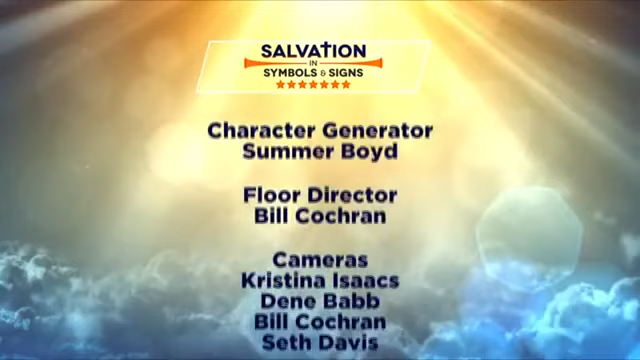 SALVATION
IN
SYMBOLS & SIGNS
Character Generator
Summer Boyd
Floor Director
Bill Cochran
Cameras
Kristina Isaacs
Dene Babb
Bill Cochran
Seth Davis